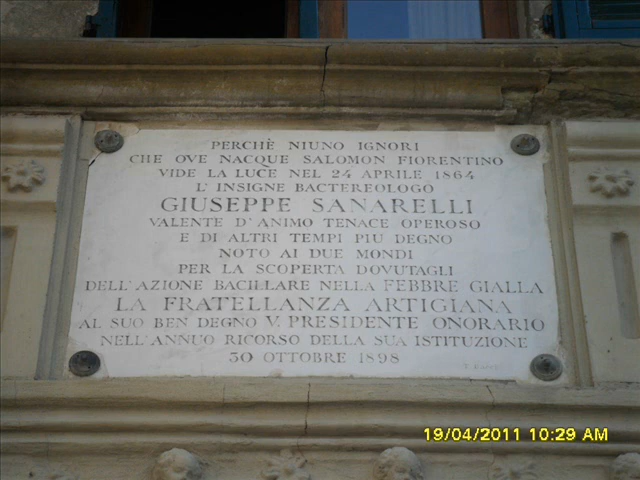 PERCHÈ NIUNO IGNORI
CHE OVE NACQUE SALOMON FIORENTINO
VIDE LA LUCE NEL 24 APRILE 1864
L'INSIGNE BACTEREOLOGO
GIUSEPPE SANARELLI
VALENTE D'ANIMO TENACE OPEROSO
E DI ALTRI TEMPI PIU DEGNO
NOTO AI DUE MONDI
PER LA SCOPERTA DOVUTAGLI
DELL'AZIONE BACILLARE NELLA FEBBRE GIALLA
LA FRATELLANZA ARTIGIANA
AL SUO BEN DEGNO V. PRESIDENTE ONORARIO
NELL'ANNUO RICORSO DELLA SUA ISTITUZIONE
30 OTTOBRE 1898
19/04/2011 10:29 AM